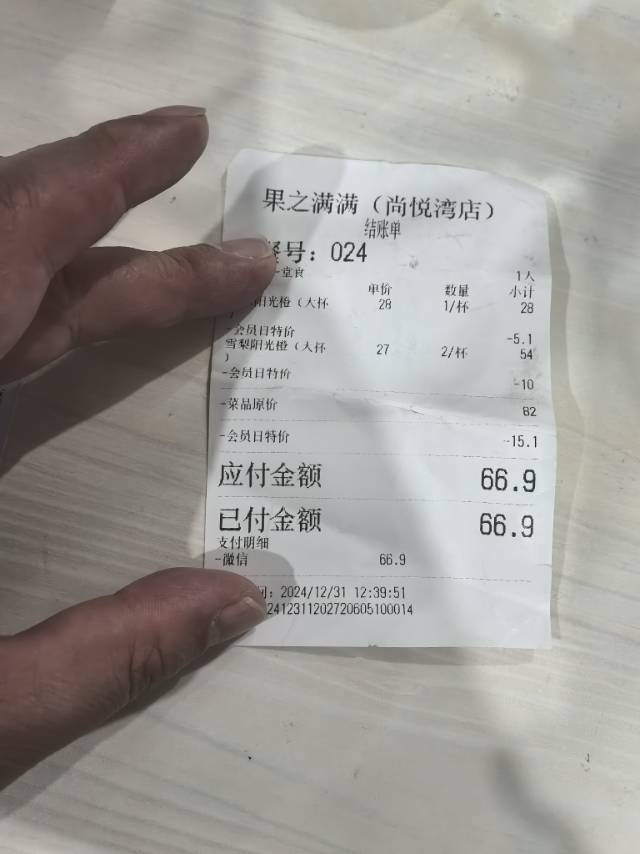 果之满满（尚悦湾店）
结账单
号：024
-堂食 1人
单价 数量 小计
阳光橙（大杯 28 1/杯 28
）
-会员日特价 -5.1
雪梨阳光橙（大杯 27 2/杯 54
）
-会员日特价 -10
-菜品原价 82
-会员日特价 -15.1
应付金额 66.9
已付金额 66.9
支付明细
-微信 66.9
：2024/12/31 12:39:51
2412311202720605100014